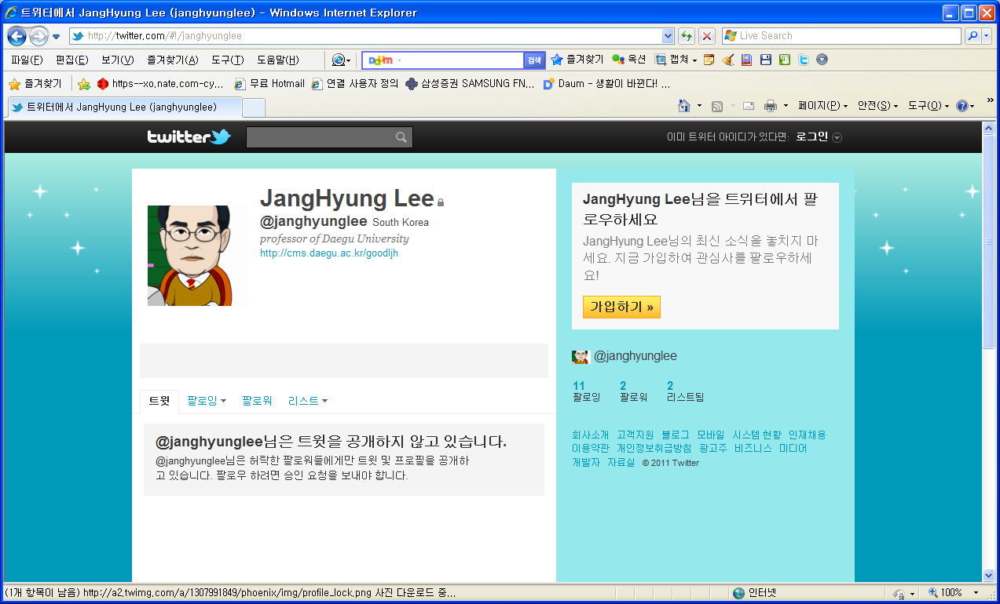 트위터에서 JangHyung Lee (janghyunglee) - Windows Internet Explorer
http://twitter.com/#!/janghyunglee
Live Search
파일(F) 편집(E) 보기(V) 즐겨찾기(A) 도구(T) 도움말(H)
Daum 검색 즐겨찾기 옥션 캡쳐
즐겨찾기 https--xo,nate,com-cy... 무료 Hotmail 연결 사용자 정의 삼성증권 SAMSUNG FN... Daum - 생활이 바뀐다! ...
트위터에서 JangHyung Lee (janghyunglee)
페이지(P) 안전(S) 도구(O)
twitter
이미 트위터 아이디가 있다면: 로그인
JangHyung Lee
@janghyunglee South Korea
professor of Daegu University
http://cms.daegu.ac.kr/goodljh
트윗 팔로잉 팔로워 리스트
@janghyunglee님은 트윗을 공개하지 않고 있습니다.
@janghyunglee님은 허락한 팔로워들에게만 트윗 및 프로필을 공개하
고 있습니다. 팔로우 하려면 승인 요청을 보내야 합니다.
JangHyung Lee님을 트위터에서 팔
로우하세요
JangHyung Lee님의 최신 소식을 놓치지 마
세요. 지금 가입하여 관심사를 팔로우하세
요!
가입하기 »
@janghyunglee
11 2 2
팔로잉 팔로워 리스트됨
회사소개 고객지원 블로그 모바일 시스템 현황 인재채용
이용약관 개인정보취급방침 광고주 비즈니스 미디어
개발자 자료실 © 2011 Twitter
(1개 항목이 남음) http://a2.twimg.com/a/1307991849/phoenix/img/profile_lock.png 사진 다운로드 중...
인터넷
100%